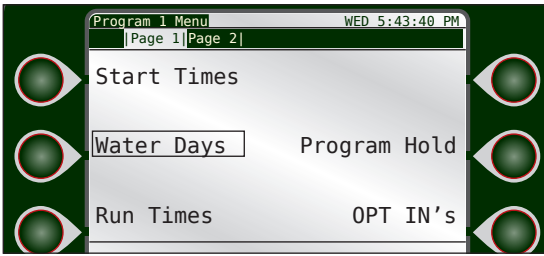 Program 1 Menu WED 5:43:40 PM
|Page 1|Page 2|
Start Times
Water Days Program Hold
Run Times OPT IN’s